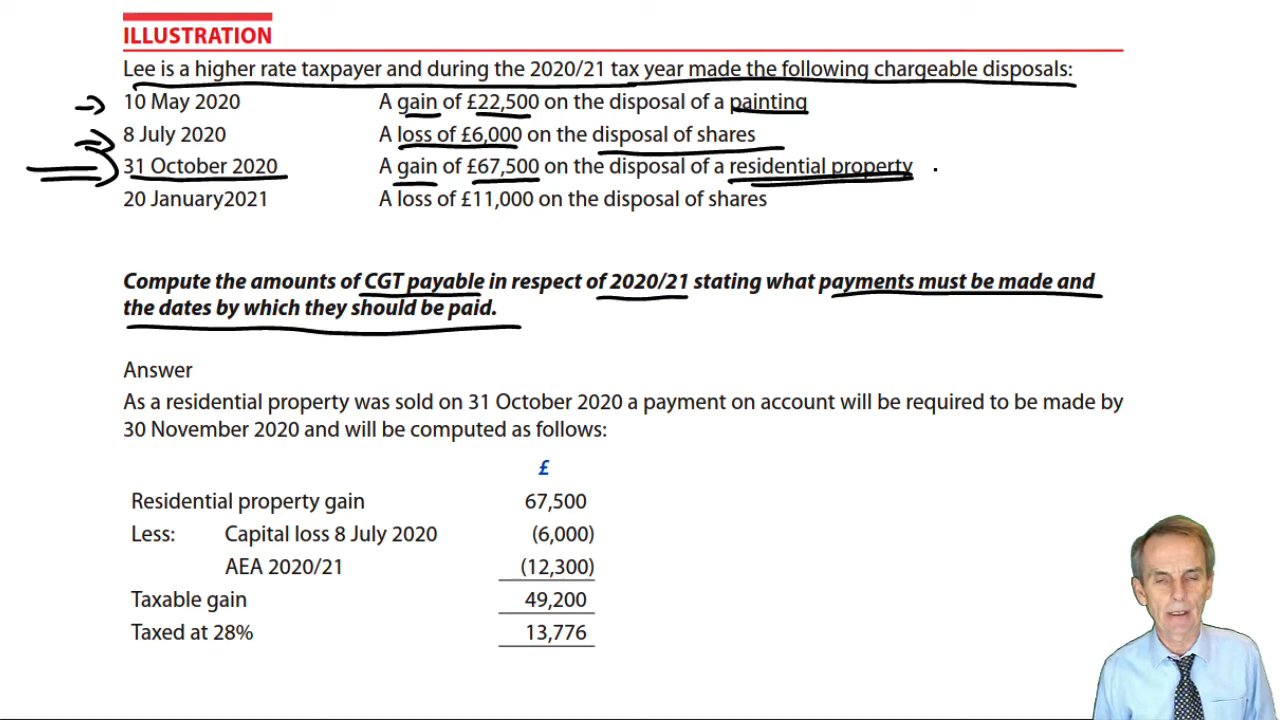 ILLUSTRATION
Lee is a higher rate taxpayer and during the 2020/21 tax year made the following chargeable disposals:
10 May 2020 A gain of £22,500 on the disposal of a painting
8 July 2020 A loss of £6,000 on the disposal of shares
31 October 2020 A gain of £67,500 on the disposal of a residential property
20 January2021 A loss of £11,000 on the disposal of shares
Compute the amounts of CGT payable in respect of 2020/21 stating what payments must be made and
the dates by which they should be paid.
Answer
As a residential property was sold on 31 October 2020 a payment on account will be required to be made by
30 November 2020 and will be computed as follows:
£
Residential property gain 67,500
Less: Capital loss 8 July 2020 (6,000)
AEA 2020/21 (12,300)
Taxable gain 49,200
Taxed at 28% 13,776